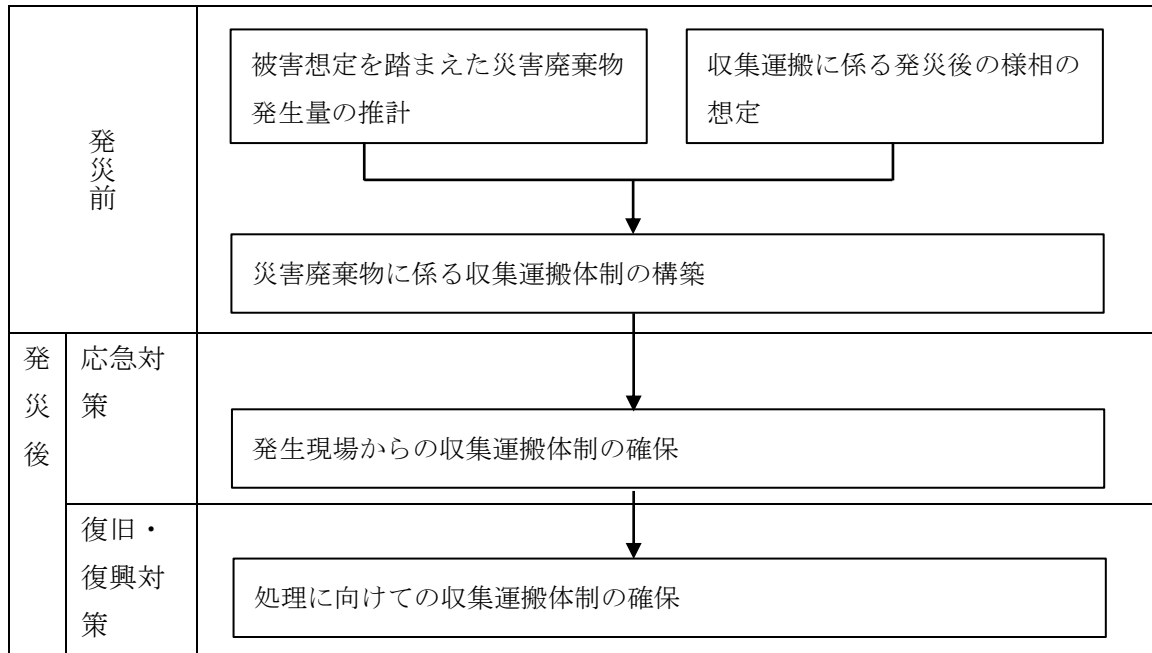 発災前
被害想定を踏まえた災害廃棄物
発生量の推計
収集運搬に係る発災後の様相の
想定
災害廃棄物に係る収集運搬体制の構築
発災後
応急対
策
発生現場からの収集運搬体制の確保
復旧・
復興対
策
処理に向けての収集運搬体制の確保